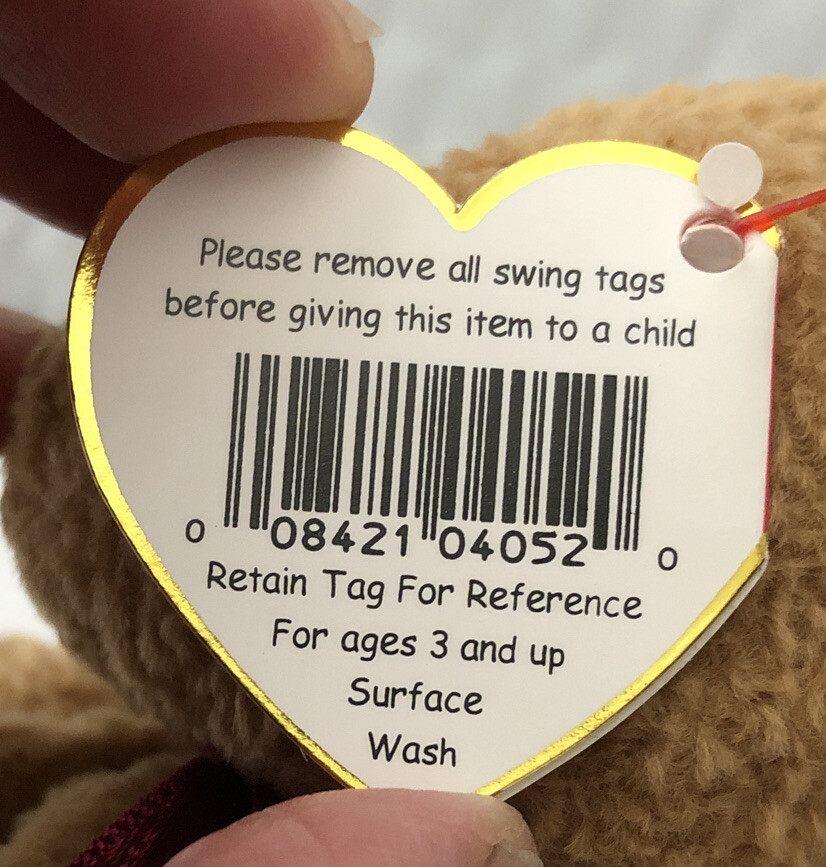 Please remove all swing tags
before giving this item to a child
0 08421 04052 0
Retain Tag For Reference
For ages 3 and up
Surface
Wash